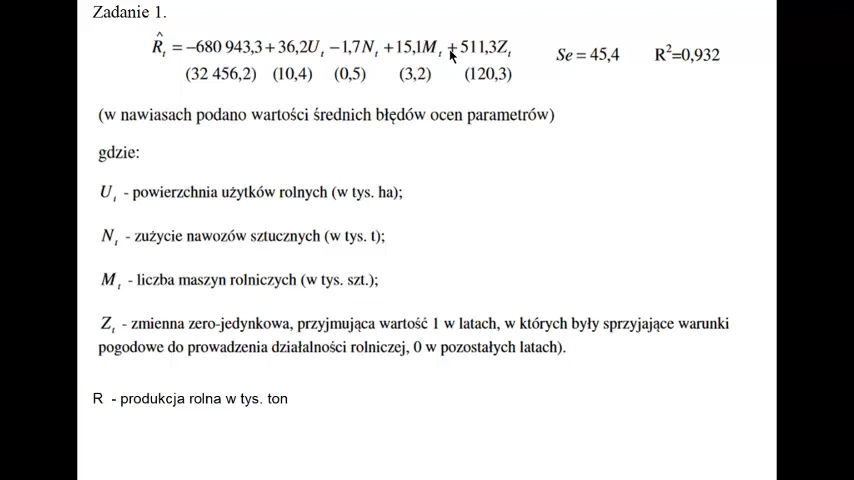 Zadanie 1.
R̂t = −680 943,3 + 36,2Ut − 1,7Nt + 15,1Mt + 511,3Zt Se = 45,4 R²=0,932
(32 456,2) (10,4) (0,5) (3,2) (120,3)
(w nawiasach podano wartości średnich błędów ocen parametrów)
gdzie:
Ut - powierzchnia użytków rolnych (w tys. ha);
Nt - zużycie nawozów sztucznych (w tys. t);
Mt - liczba maszyn rolniczych (w tys. szt.);
Zt - zmienna zero-jedynkowa, przyjmująca wartość 1 w latach, w których były sprzyjające warunki
pogodowe do prowadzenia działalności rolniczej, 0 w pozostałych latach).
R - produkcja rolna w tys. ton